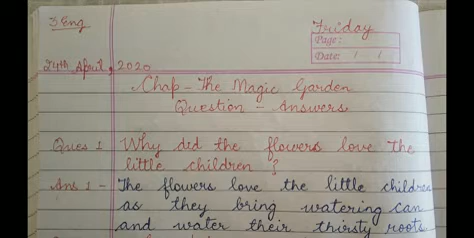 3 Eng
Friday
Page :
Date: / /
24th, April, 2020
Chap - The Magic Garden
Question - Answers
Ques 1 Why did the flowers love the
little children ?
Ans 1 - The flowers love the little children
as they bring watering can
and water their thirsty roots